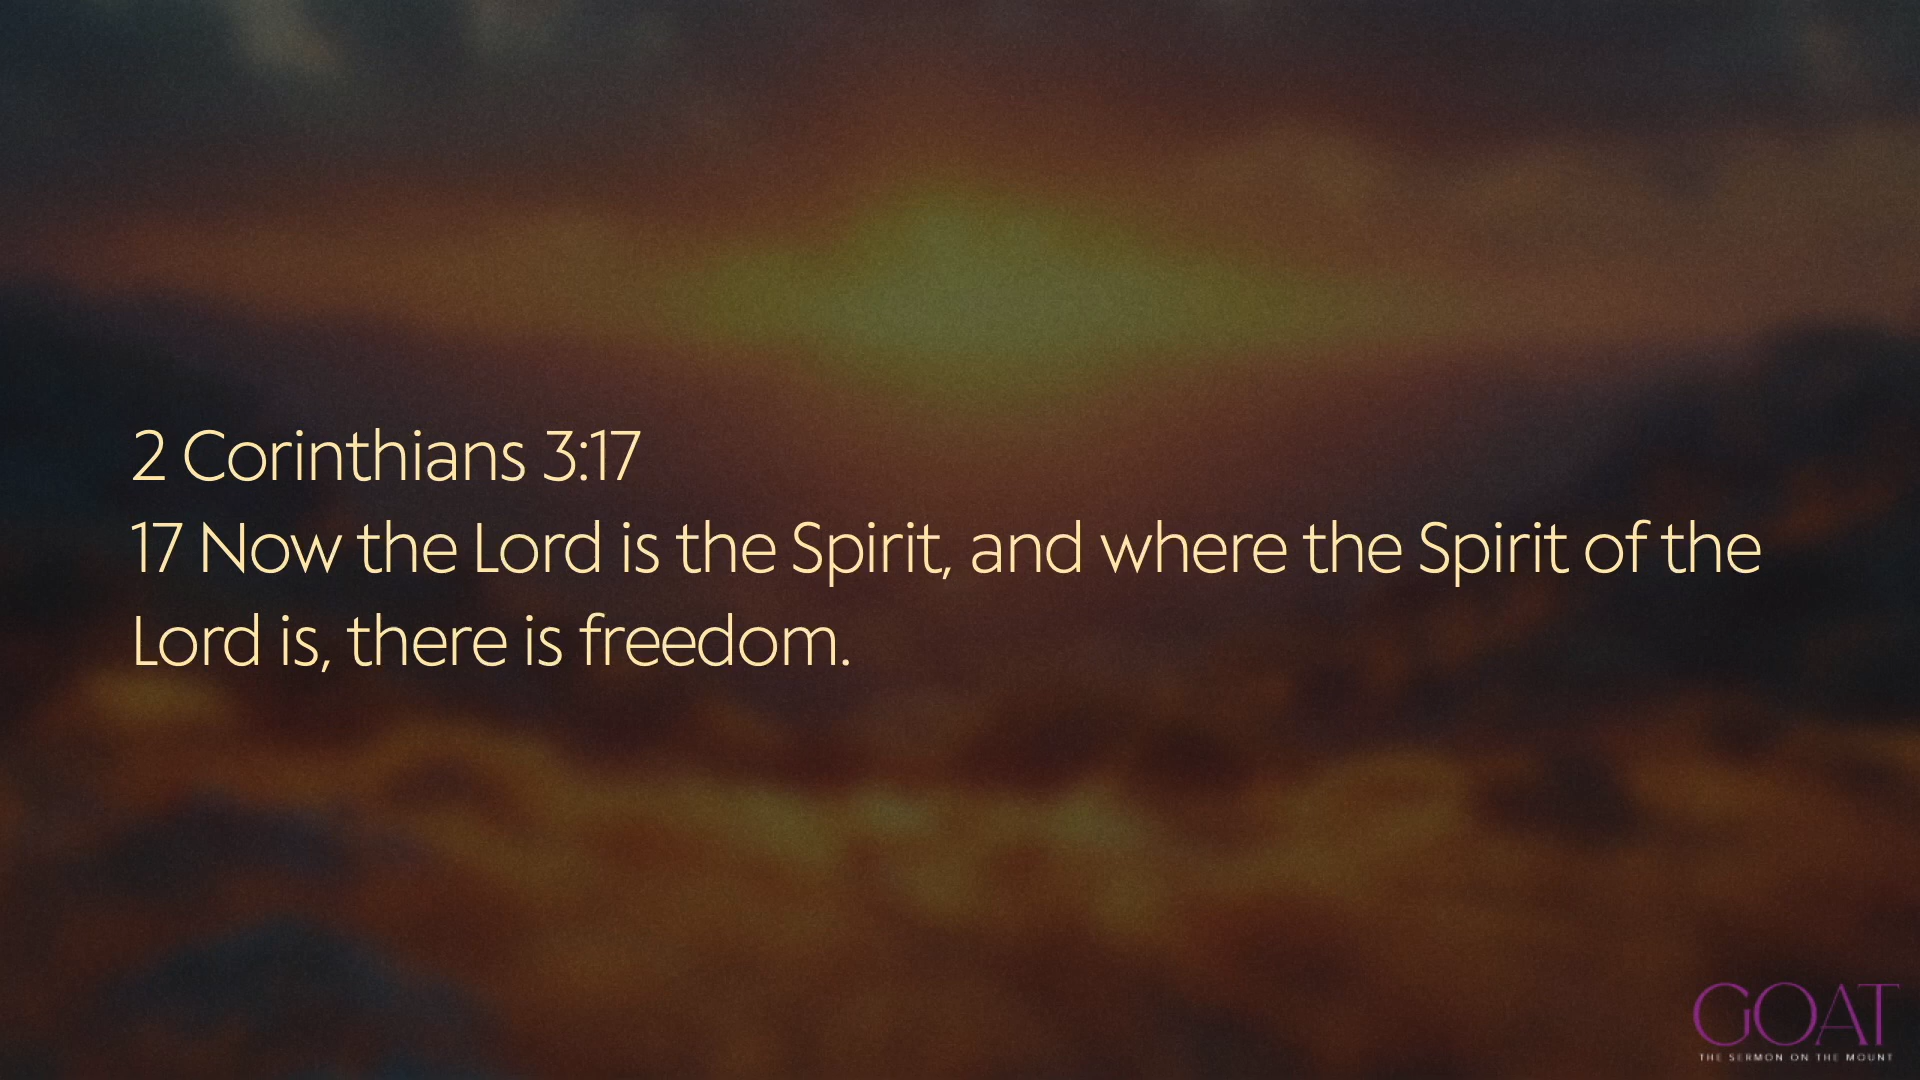 2 Corinthians 3:17
17 Now the Lord is the Spirit, and where the Spirit of the
Lord is, there is freedom.
GOAT
THE SERMON ON THE MOUNT